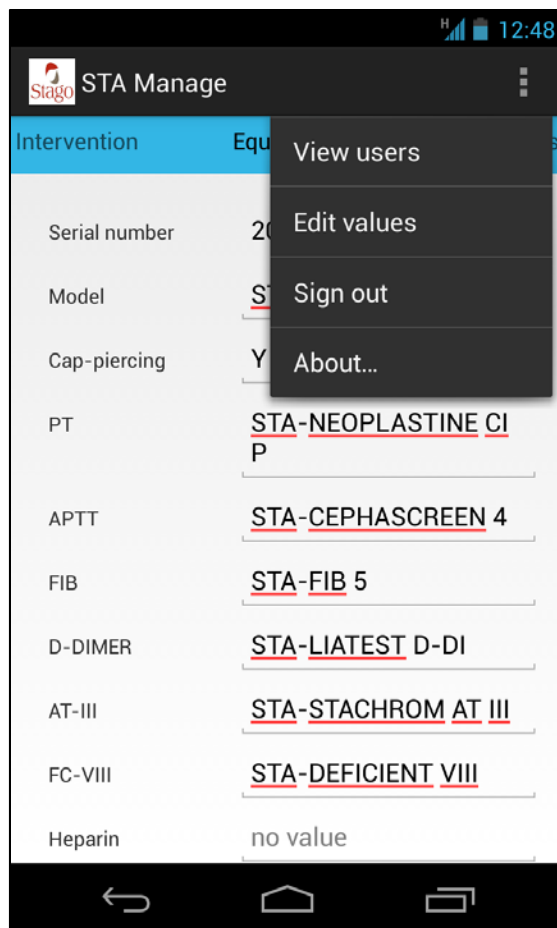 H 12:48
Stago STA Manage
Intervention Equ
View users
Edit values
Sign out
About...
Serial number 20
Model S
Cap-piercing Y
PT STA-NEOPLASTINE CI
P
APTT STA-CEPHASCREEN 4
FIB STA-FIB 5
D-DIMER STA-LIATEST D-DI
AT-III STA-STACHROM AT III
FC-VIII STA-DEFICIENT VIII
Heparin no value